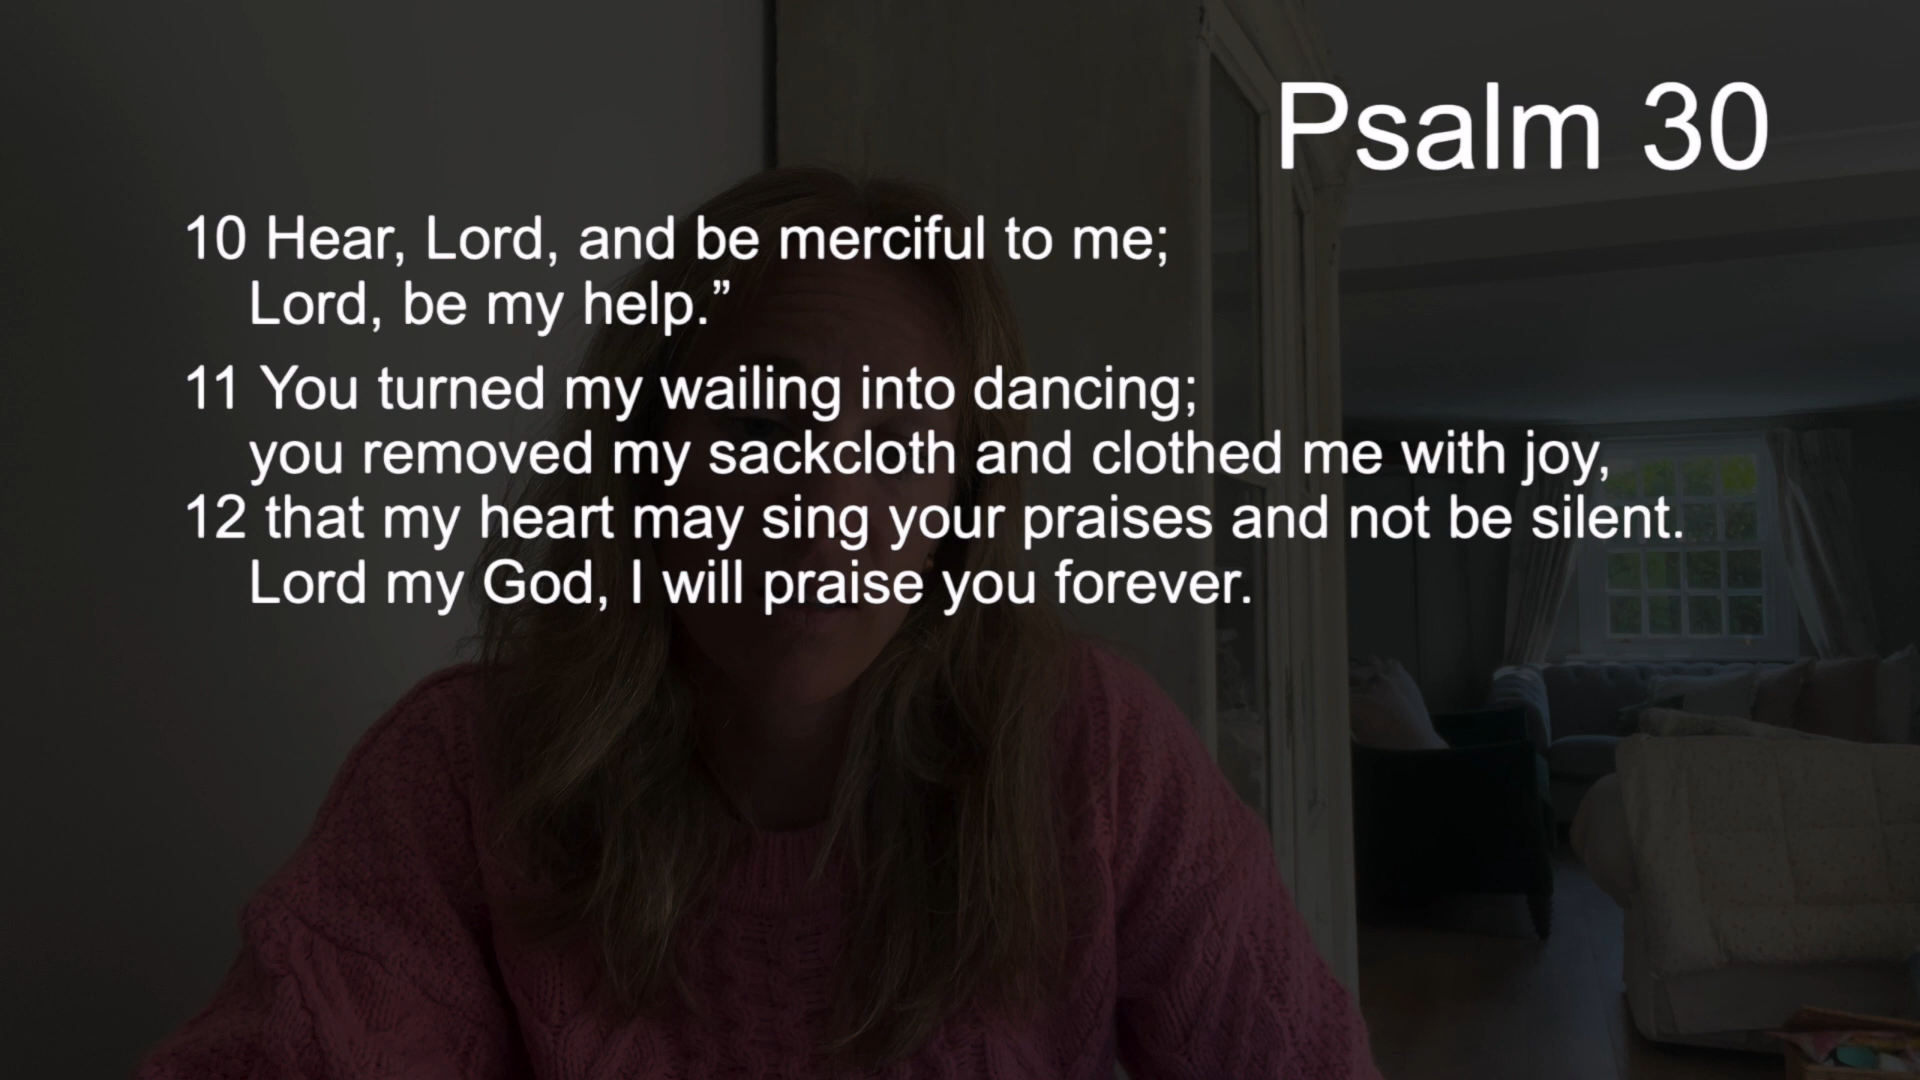 Psalm 30
10 Hear, Lord, and be merciful to me;
Lord, be my help.”
11 You turned my wailing into dancing;
you removed my sackcloth and clothed me with joy,
12 that my heart may sing your praises and not be silent.
Lord my God, I will praise you forever.